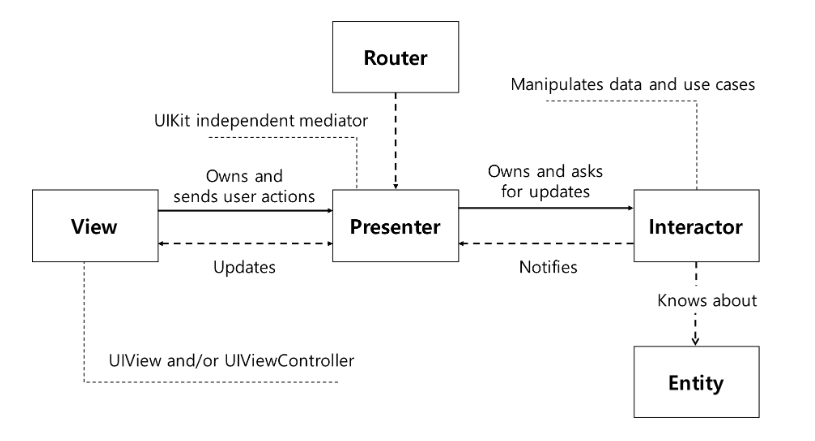 Router
Manipulates data and use cases
UIKit independent mediator
Owns and
sends user actions
Owns and asks
for updates
View
Presenter
Interactor
Updates
Notifies
Knows about
UIView and/or UIViewController
Entity